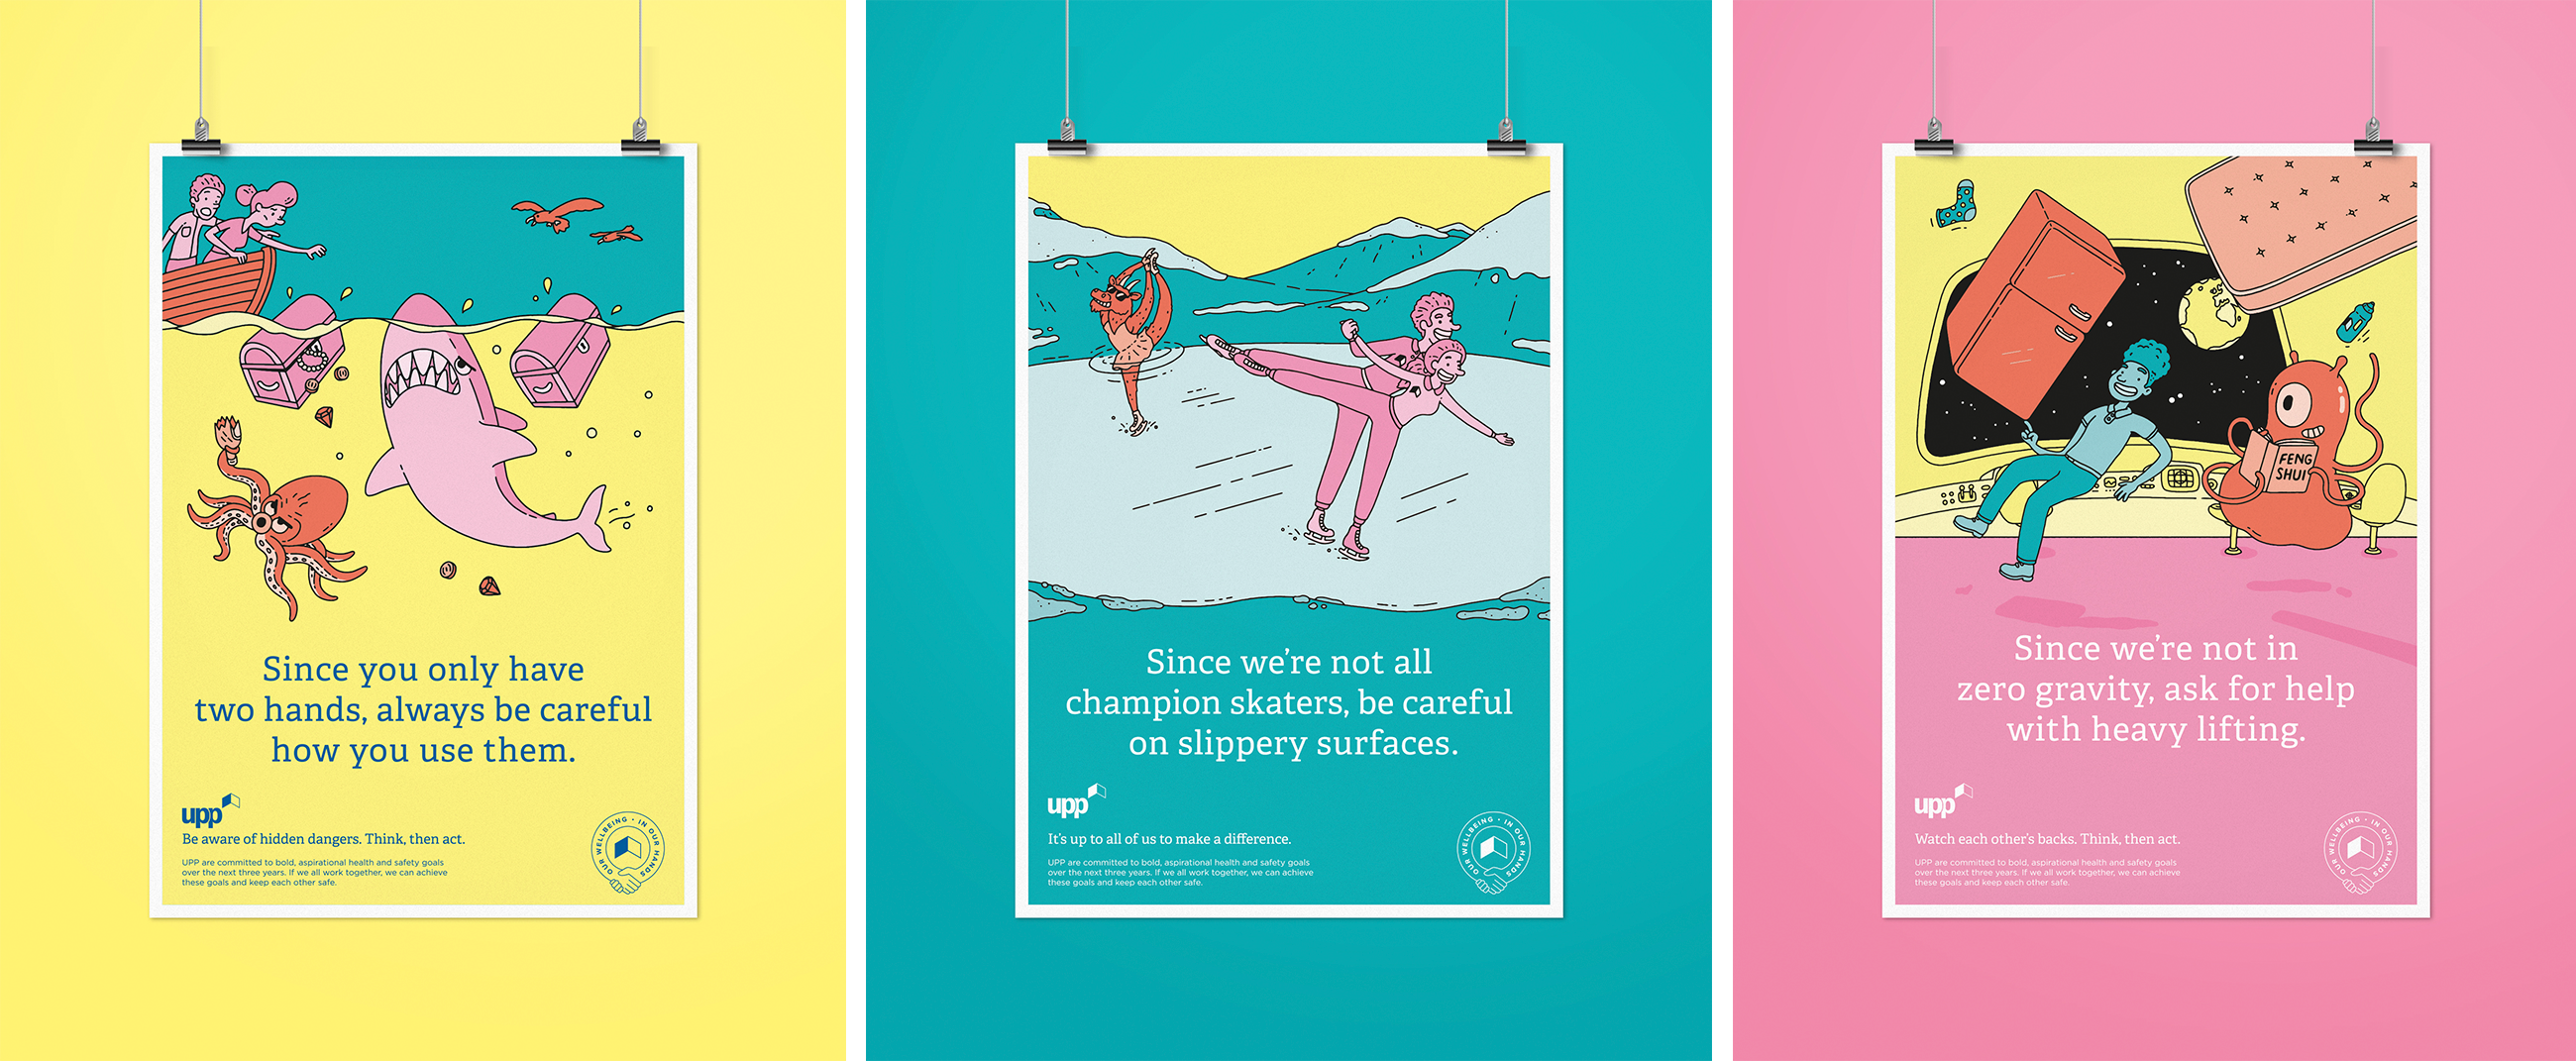 Since you only have
two hands, always be careful
how you use them.
upp
Be aware of hidden dangers. Think, then act.
UPP are committed to bold, aspirational health and safety goals
over the next three years. If we all work together, we can achieve
these goals and keep each other safe.
OUR WELLBEING • IN OUR HANDS
Since we're not all
champion skaters, be careful
on slippery surfaces.
upp
It's up to all of us to make a difference.
UPP are committed to bold, aspirational health and safety goals
over the next three years. If we all work together, we can achieve
these goals and keep each other safe.
OUR WELLBEING • IN OUR HANDS
FENG
SHUI
Since we're not in
zero gravity, ask for help
with heavy lifting.
upp
Watch each other's backs. Think, then act.
UPP are committed to bold, aspirational health and safety goals
over the next three years. If we all work together, we can achieve
these goals and keep each other safe.
OUR WELLBEING • IN OUR HANDS